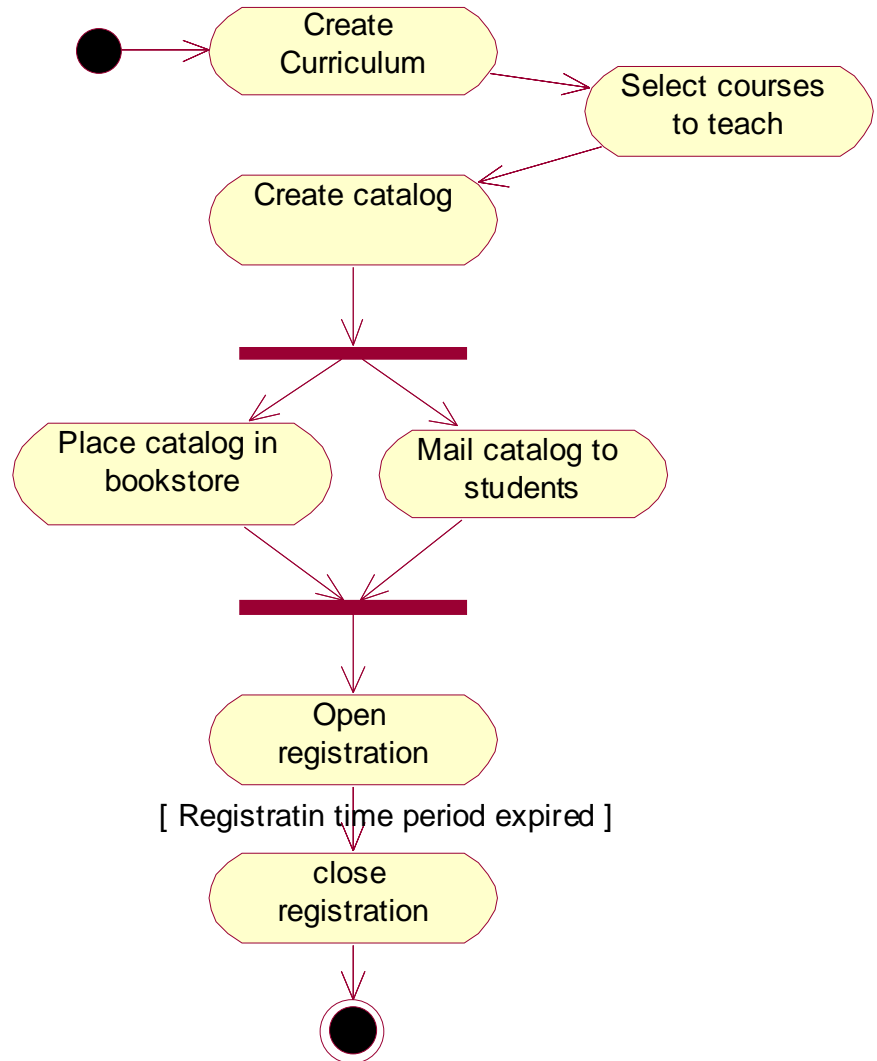 Create
Curriculum
Select courses
to teach
Create catalog
Place catalog in
bookstore
Mail catalog to
students
Open
registration
[ Registratin time period expired ]
close
registration